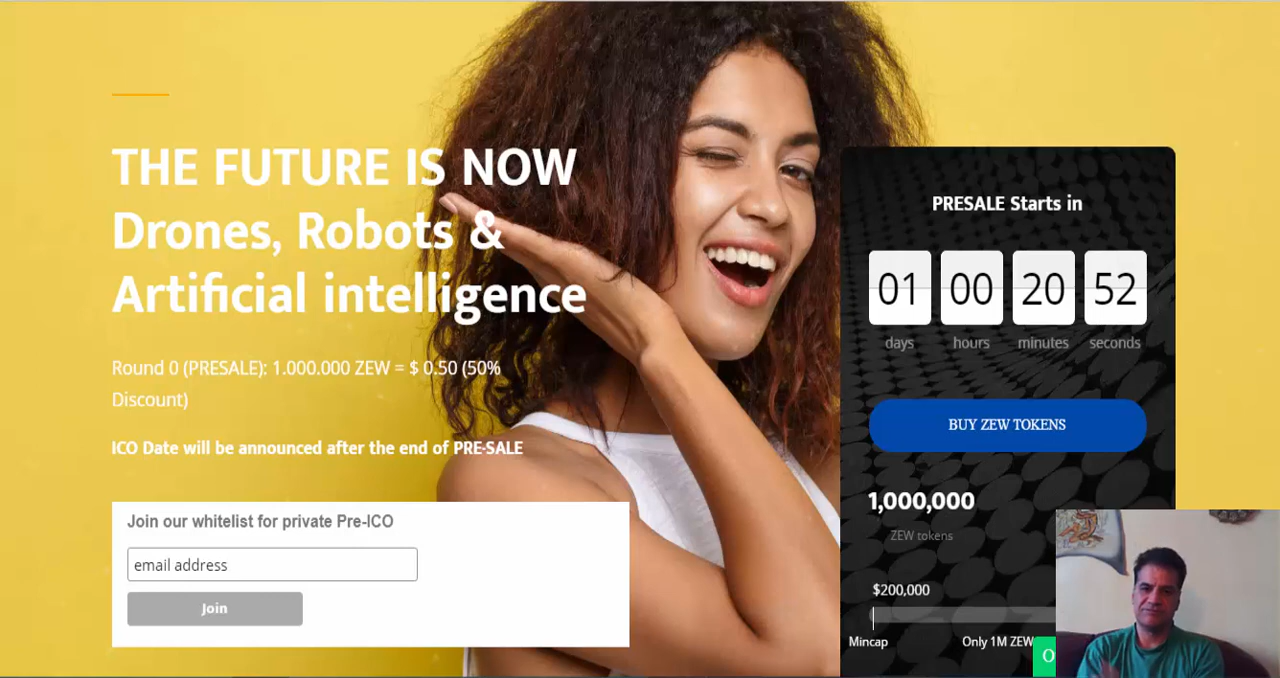 THE FUTURE IS NOW
Drones, Robots &
Artificial intelligence
Round 0 (PRESALE): 1.000.000 ZEW = $ 0.50 (50%
Discount)
ICO Date will be announced after the end of PRE-SALE
Join our whitelist for private Pre-ICO
email address
Join
PRESALE Starts in
01 00 20 52
days hours minutes seconds
BUY ZEW TOKENS
1,000,000
ZEW tokens
$200,000
Mincap Only 1M ZEW
O